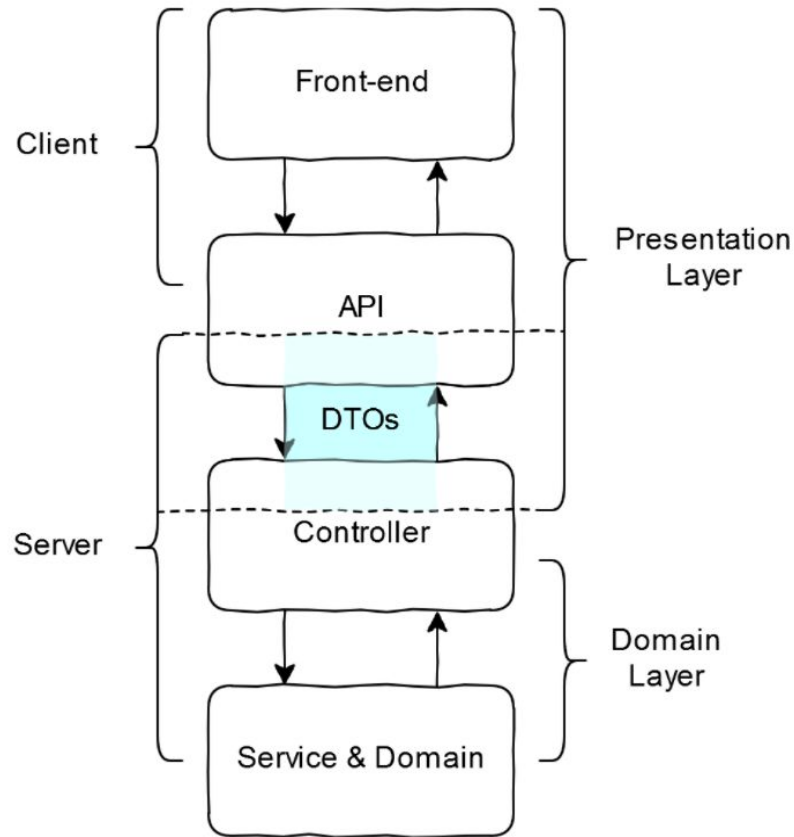 Front-end
Client
Presentation
Layer
API
DTOs
Controller
Server
Domain
Layer
Service & Domain